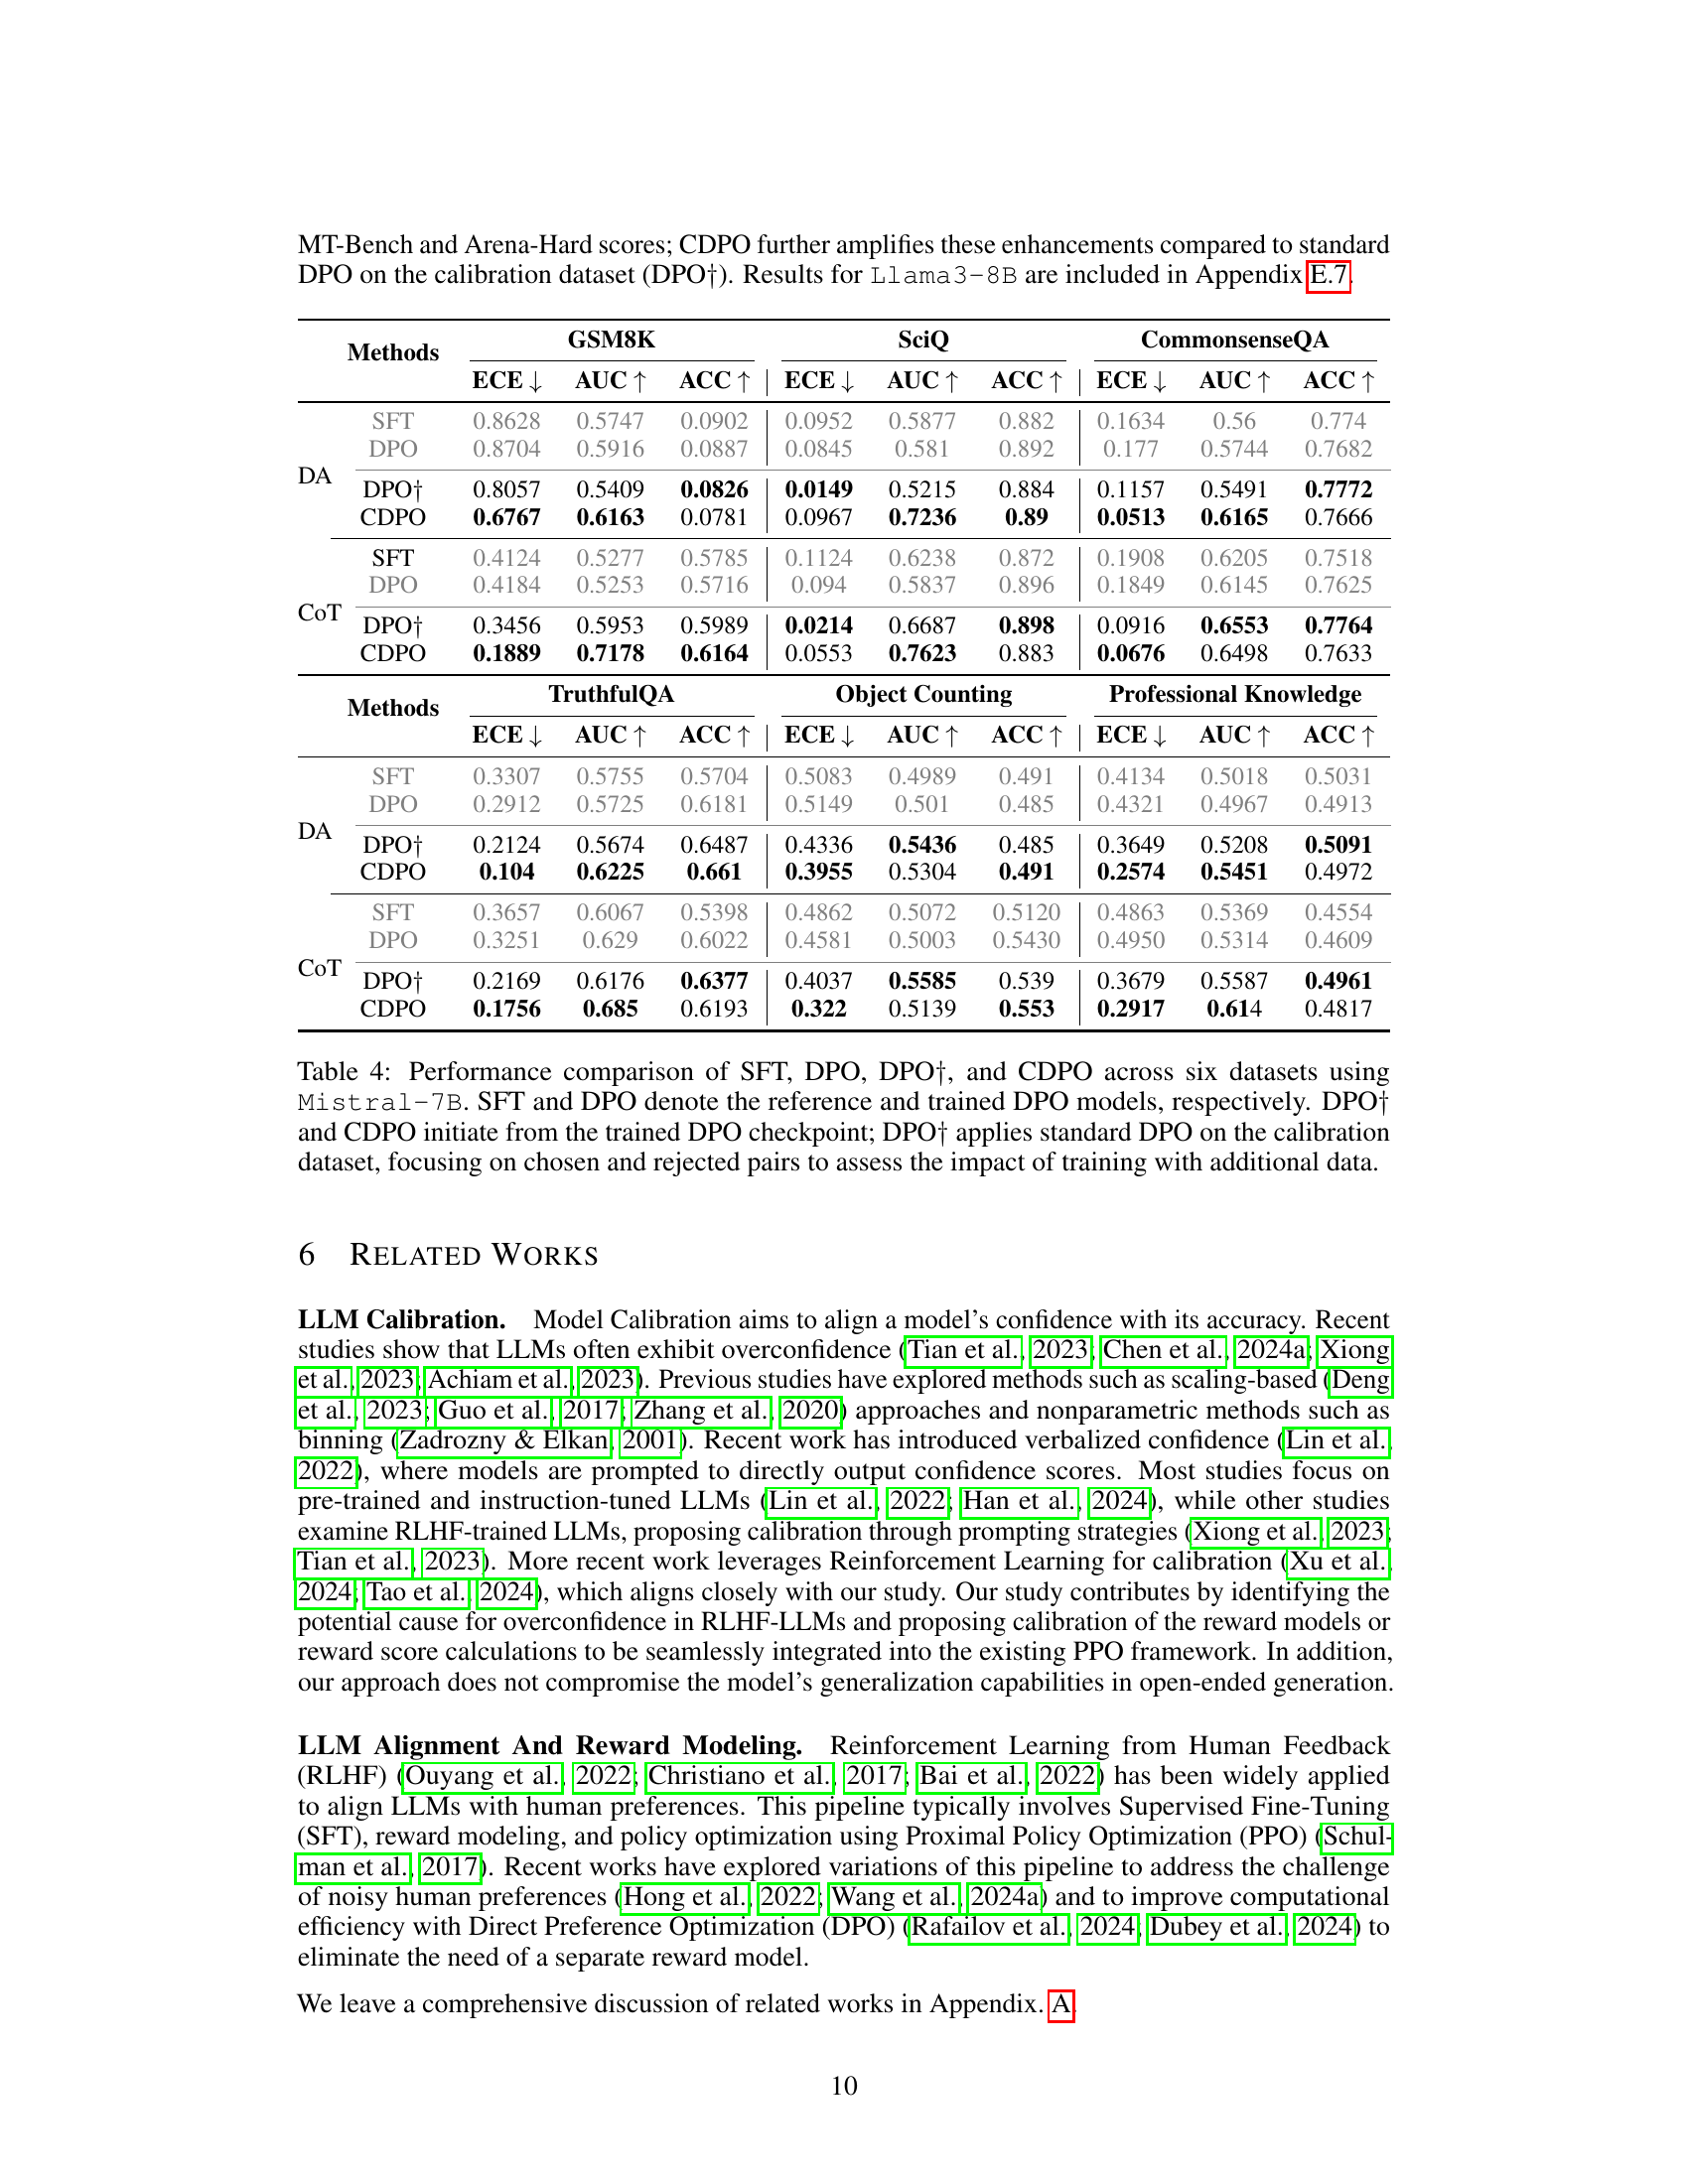 MT-Bench and Arena-Hard scores; CDPO further amplifies these enhancements compared to standard
DPO on the calibration dataset (DPO†). Results for Llama3-8B are included in Appendix E.7.
Methods GSM8K SciQ CommonsenseQA
ECE ↓ AUC ↑ ACC ↑ ECE ↓ AUC ↑ ACC ↑ ECE ↓ AUC ↑ ACC ↑
DA
SFT 0.8628 0.5747 0.0902 0.0952 0.5877 0.882 0.1634 0.56 0.774
DPO 0.8704 0.5916 0.0887 0.0845 0.581 0.892 0.177 0.5744 0.7682
DPO† 0.8057 0.5409 0.0826 0.0149 0.5215 0.884 0.1157 0.5491 0.7772
CDPO 0.6767 0.6163 0.0781 0.0967 0.7236 0.89 0.0513 0.6165 0.7666
CoT
SFT 0.4124 0.5277 0.5785 0.1124 0.6238 0.872 0.1908 0.6205 0.7518
DPO 0.4184 0.5253 0.5716 0.094 0.5837 0.896 0.1849 0.6145 0.7625
DPO† 0.3456 0.5953 0.5989 0.0214 0.6687 0.898 0.0916 0.6553 0.7764
CDPO 0.1889 0.7178 0.6164 0.0553 0.7623 0.883 0.0676 0.6498 0.7633
Methods TruthfulQA Object Counting Professional Knowledge
ECE ↓ AUC ↑ ACC ↑ ECE ↓ AUC ↑ ACC ↑ ECE ↓ AUC ↑ ACC ↑
DA
SFT 0.3307 0.5755 0.5704 0.5083 0.4989 0.491 0.4134 0.5018 0.5031
DPO 0.2912 0.5725 0.6181 0.5149 0.501 0.485 0.4321 0.4967 0.4913
DPO† 0.2124 0.5674 0.6487 0.4336 0.5436 0.485 0.3649 0.5208 0.5091
CDPO 0.104 0.6225 0.661 0.3955 0.5304 0.491 0.2574 0.5451 0.4972
CoT
SFT 0.3657 0.6067 0.5398 0.4862 0.5072 0.5120 0.4863 0.5369 0.4554
DPO 0.3251 0.629 0.6022 0.4581 0.5003 0.5430 0.4950 0.5314 0.4609
DPO† 0.2169 0.6176 0.6377 0.4037 0.5585 0.539 0.3679 0.5587 0.4961
CDPO 0.1756 0.685 0.6193 0.322 0.5139 0.553 0.2917 0.614 0.4817
Table 4: Performance comparison of SFT, DPO, DPO†, and CDPO across six datasets using
Mistral-7B. SFT and DPO denote the reference and trained DPO models, respectively. DPO†
and CDPO initiate from the trained DPO checkpoint; DPO† applies standard DPO on the calibration
dataset, focusing on chosen and rejected pairs to assess the impact of training with additional data.
6 RELATED WORKS
LLM Calibration. Model Calibration aims to align a model's confidence with its accuracy. Recent
studies show that LLMs often exhibit overconfidence (Tian et al., 2023; Chen et al., 2024a; Xiong
et al., 2023; Achiam et al., 2023). Previous studies have explored methods such as scaling-based (Deng
et al., 2023; Guo et al., 2017; Zhang et al., 2020) approaches and nonparametric methods such as
binning (Zadrozny & Elkan, 2001). Recent work has introduced verbalized confidence (Lin et al.,
2022), where models are prompted to directly output confidence scores. Most studies focus on
pre-trained and instruction-tuned LLMs (Lin et al., 2022; Han et al., 2024), while other studies
examine RLHF-trained LLMs, proposing calibration through prompting strategies (Xiong et al., 2023;
Tian et al., 2023). More recent work leverages Reinforcement Learning for calibration (Xu et al.,
2024; Tao et al., 2024), which aligns closely with our study. Our study contributes by identifying the
potential cause for overconfidence in RLHF-LLMs and proposing calibration of the reward models or
reward score calculations to be seamlessly integrated into the existing PPO framework. In addition,
our approach does not compromise the model's generalization capabilities in open-ended generation.
LLM Alignment And Reward Modeling. Reinforcement Learning from Human Feedback
(RLHF) (Ouyang et al., 2022; Christiano et al., 2017; Bai et al., 2022) has been widely applied
to align LLMs with human preferences. This pipeline typically involves Supervised Fine-Tuning
(SFT), reward modeling, and policy optimization using Proximal Policy Optimization (PPO) (Schul-
man et al., 2017). Recent works have explored variations of this pipeline to address the challenge
of noisy human preferences (Hong et al., 2022; Wang et al., 2024a) and to improve computational
efficiency with Direct Preference Optimization (DPO) (Rafailov et al., 2024; Dubey et al., 2024) to
eliminate the need of a separate reward model.
We leave a comprehensive discussion of related works in Appendix. A.
10